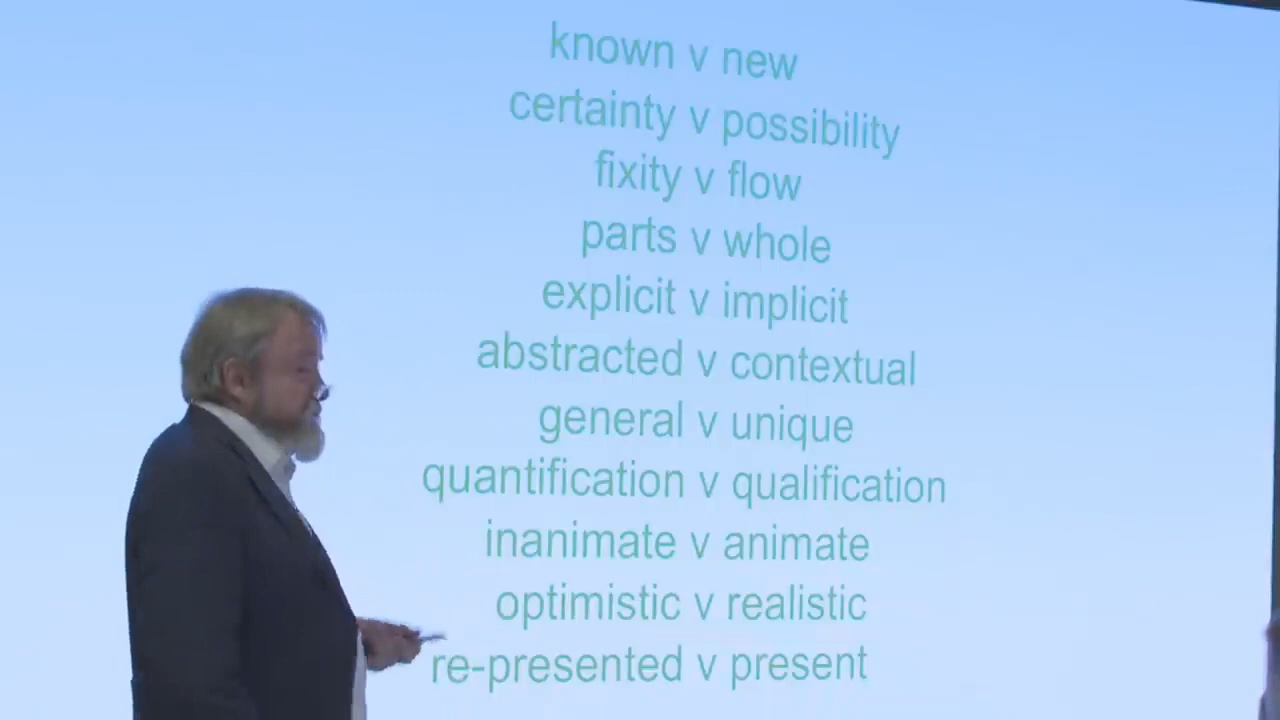 known v new
certainty v possibility
fixity v flow
parts v whole
explicit v implicit
abstracted v contextual
general v unique
quantification v qualification
inanimate v animate
optimistic v realistic
re-presented v present